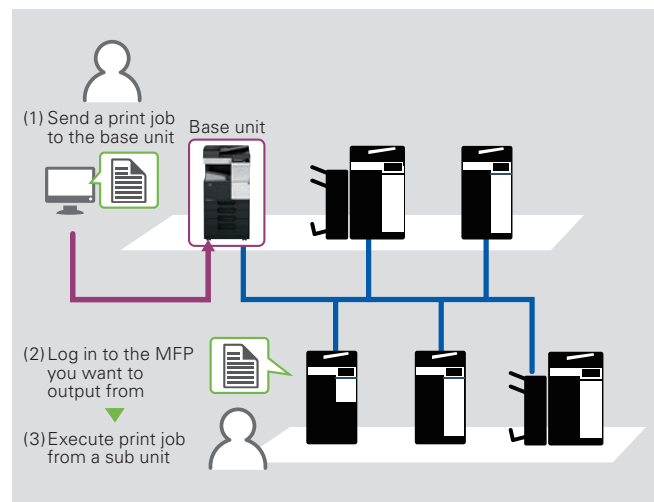 (1) Send a print job
to the base unit
Base unit
(2) Log in to the MFP
you want to
output from
(3) Execute print job
from a sub unit